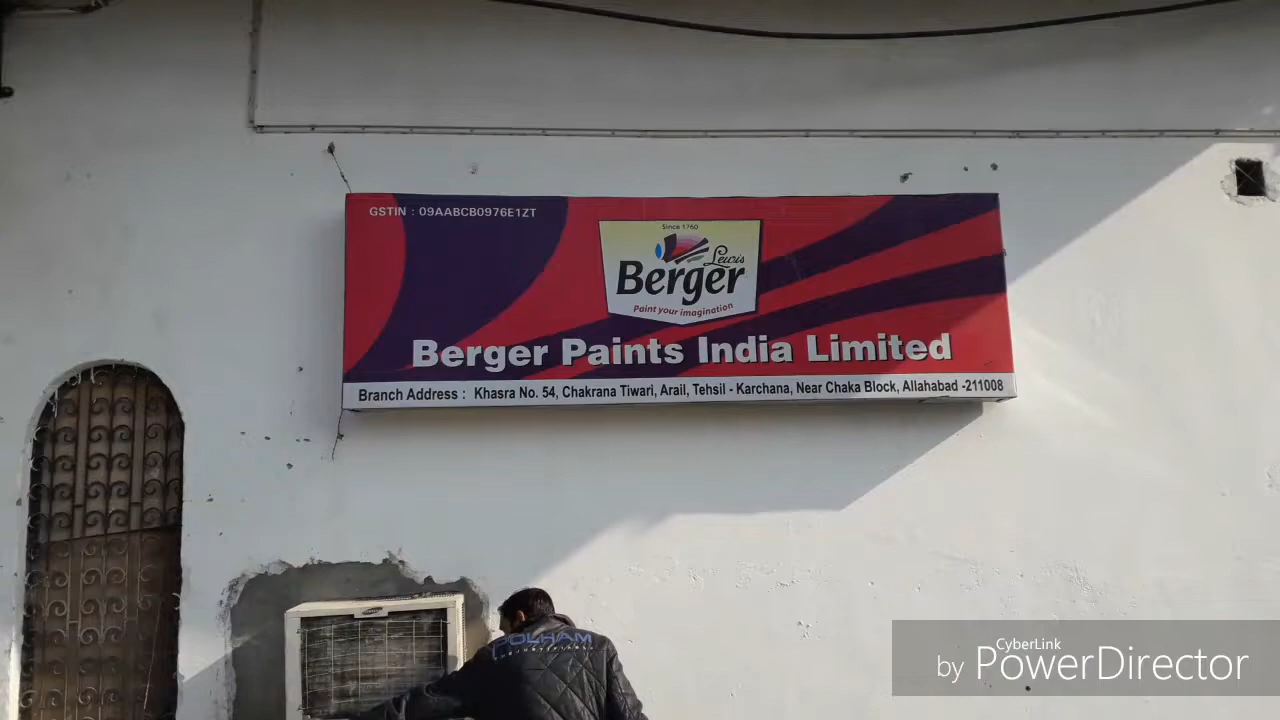 GSTIN : 09AABCB0976E1ZT
Since 1760
Lewis
Berger
Paint your imagination
Berger Paints India Limited
Branch Address : Khasra No. 54, Chakrana Tiwari, Arail, Tehsil - Karchana, Near Chaka Block, Allahabad -211008
CyberLink
by PowerDirector